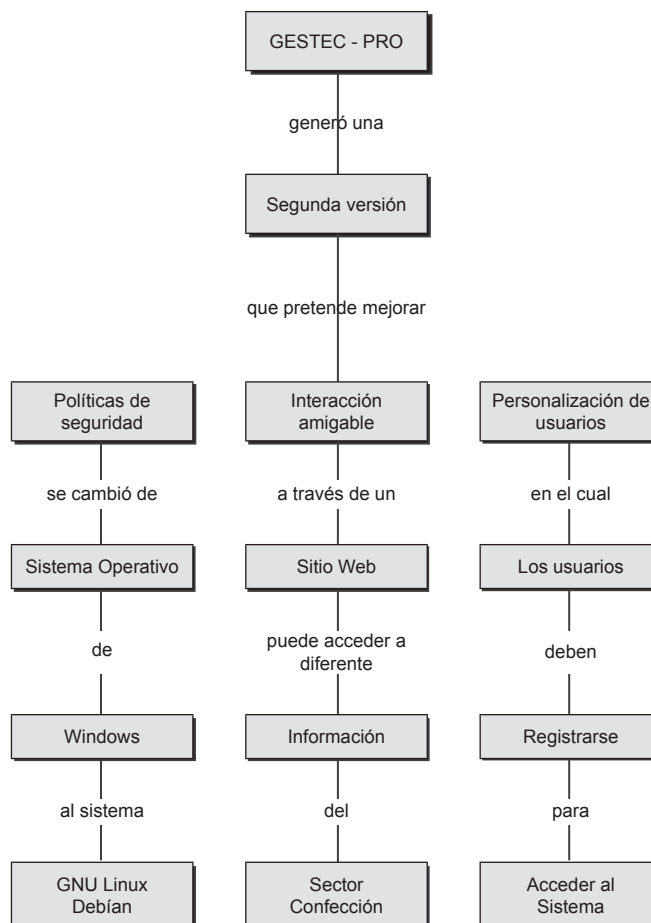 GESTEC - PRO
generó una
Segunda versión
que pretende mejorar
Políticas de
seguridad
Interacción
amigable
Personalización de
usuarios
se cambió de
a través de un
en el cual
Sistema Operativo
Sitio Web
Los usuarios
de
puede acceder a
diferente
deben
Windows
Información
Registrarse
al sistema
del
para
GNU Linux
Debían
Sector
Confección
Acceder al
Sistema